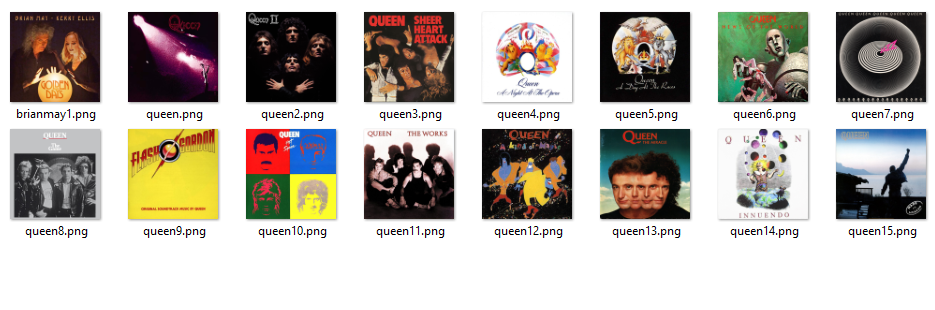 BRIAN MAY - KERRY ELLIS
GOLDEN
DAYS
Queen
Queen II
QUEEN
SHEER
HEART
ATTACK
Queen
A Night At The Opera
Queen
A Day At The Races
QUEEN
QUEEN QUEEN QUEEN QUEEN QUEEN
brianmay1.png
queen.png
queen2.png
queen3.png
queen4.png
queen5.png
queen6.png
queen7.png
QUEEN
The Game
FLASH GORDON
ORIGINAL SOUNDTRACK MUSIC BY QUEEN
QUEEN
Hot Space
QUEEN
THE WORKS
QUEEN
QUEEN
THE MIRACLE
QUEEN
INNUENDO
queen8.png
queen9.png
queen10.png
queen11.png
queen12.png
queen13.png
queen14.png
queen15.png